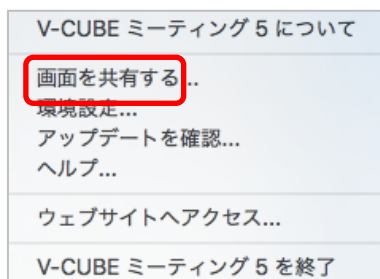 V-CUBE ミーティング 5 について
画面を共有する...
環境設定...
アップデートを確認...
ヘルプ...
ウェブサイトへアクセス...
V-CUBE ミーティング 5 を終了